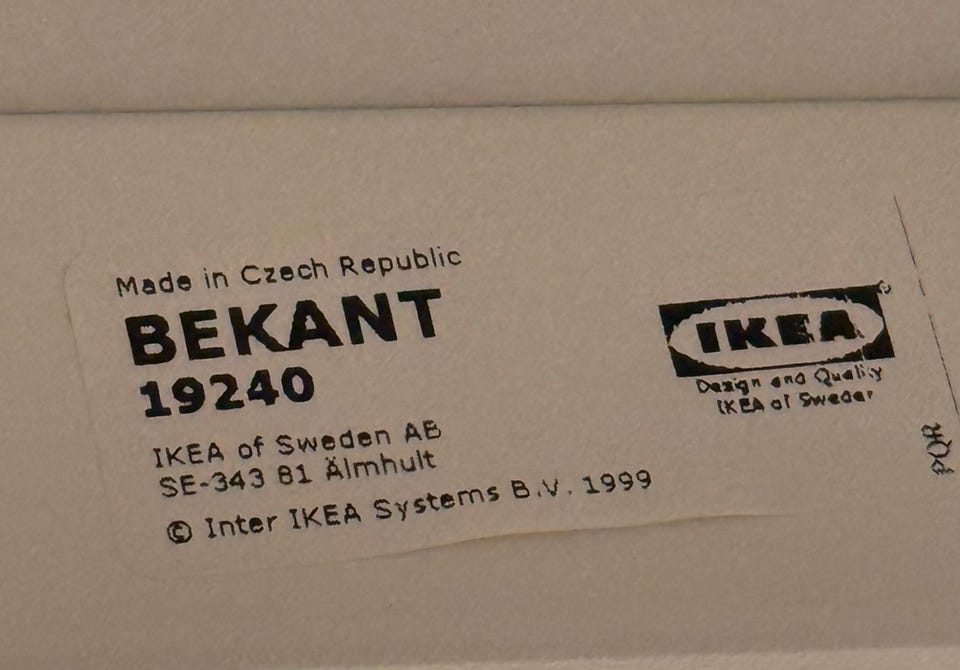 Made in Czech Republic
BEKANT
19240
IKEA of Sweden AB
SE-343 81 Älmhult
© Inter IKEA Systems B.V. 1999
IKEA®
Design and Quality
IKEA of Sweden